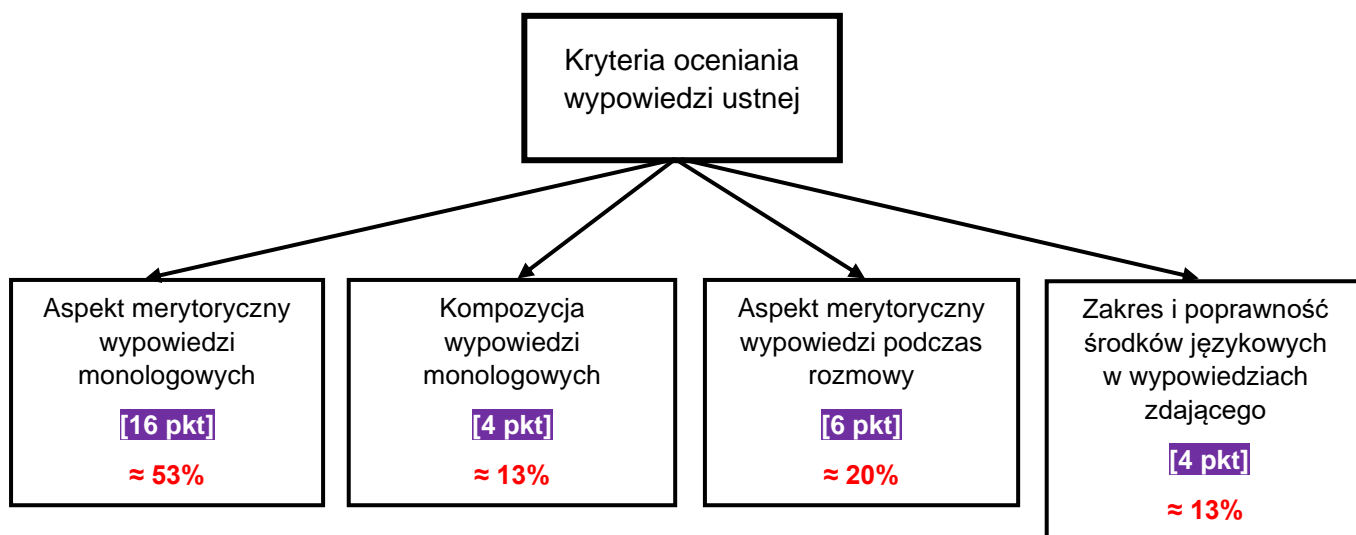 Kryteria oceniania
wypowiedzi ustnej
Aspekt merytoryczny
wypowiedzi
monologowych
[16 pkt]
≈ 53%
Kompozycja
wypowiedzi
monologowych
[4 pkt]
≈ 13%
Aspekt merytoryczny
wypowiedzi podczas
rozmowy
[6 pkt]
≈ 20%
Zakres i poprawność
środków językowych
w wypowiedziach
zdającego
[4 pkt]
≈ 13%